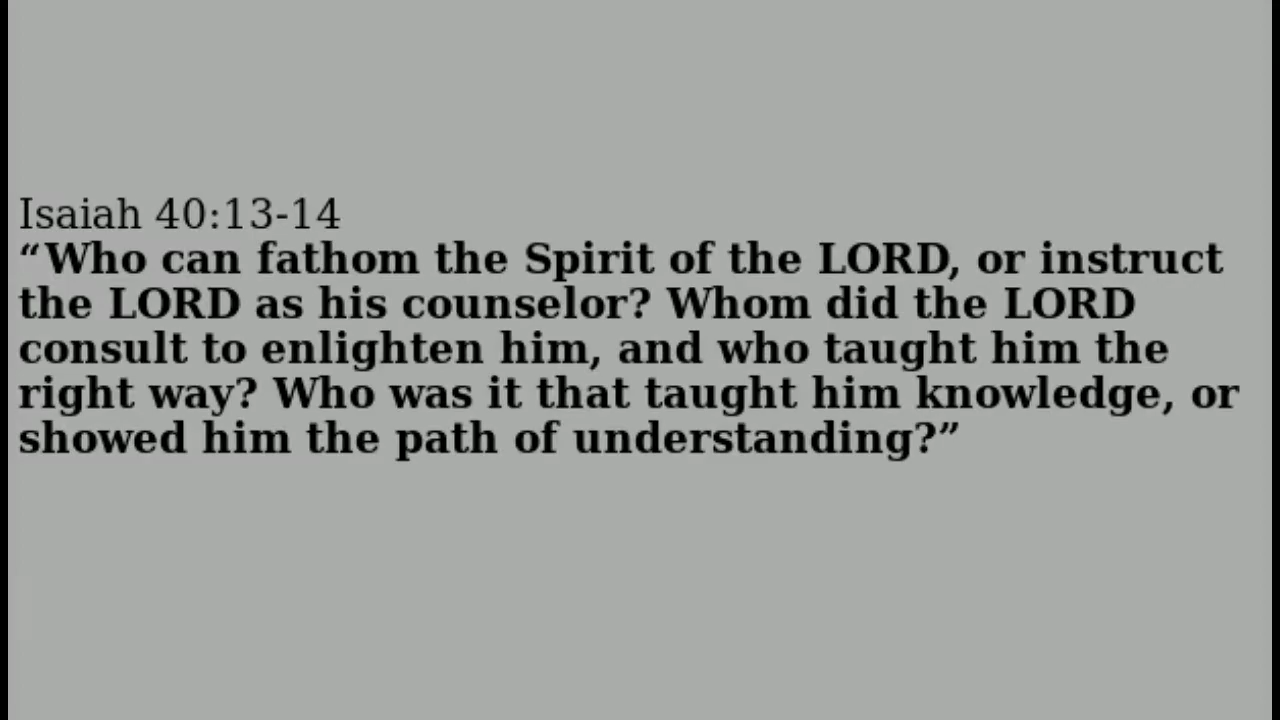 Isaiah 40:13-14
“Who can fathom the Spirit of the LORD, or instruct
the LORD as his counselor? Whom did the LORD
consult to enlighten him, and who taught him the
right way? Who was it that taught him knowledge, or
showed him the path of understanding?”